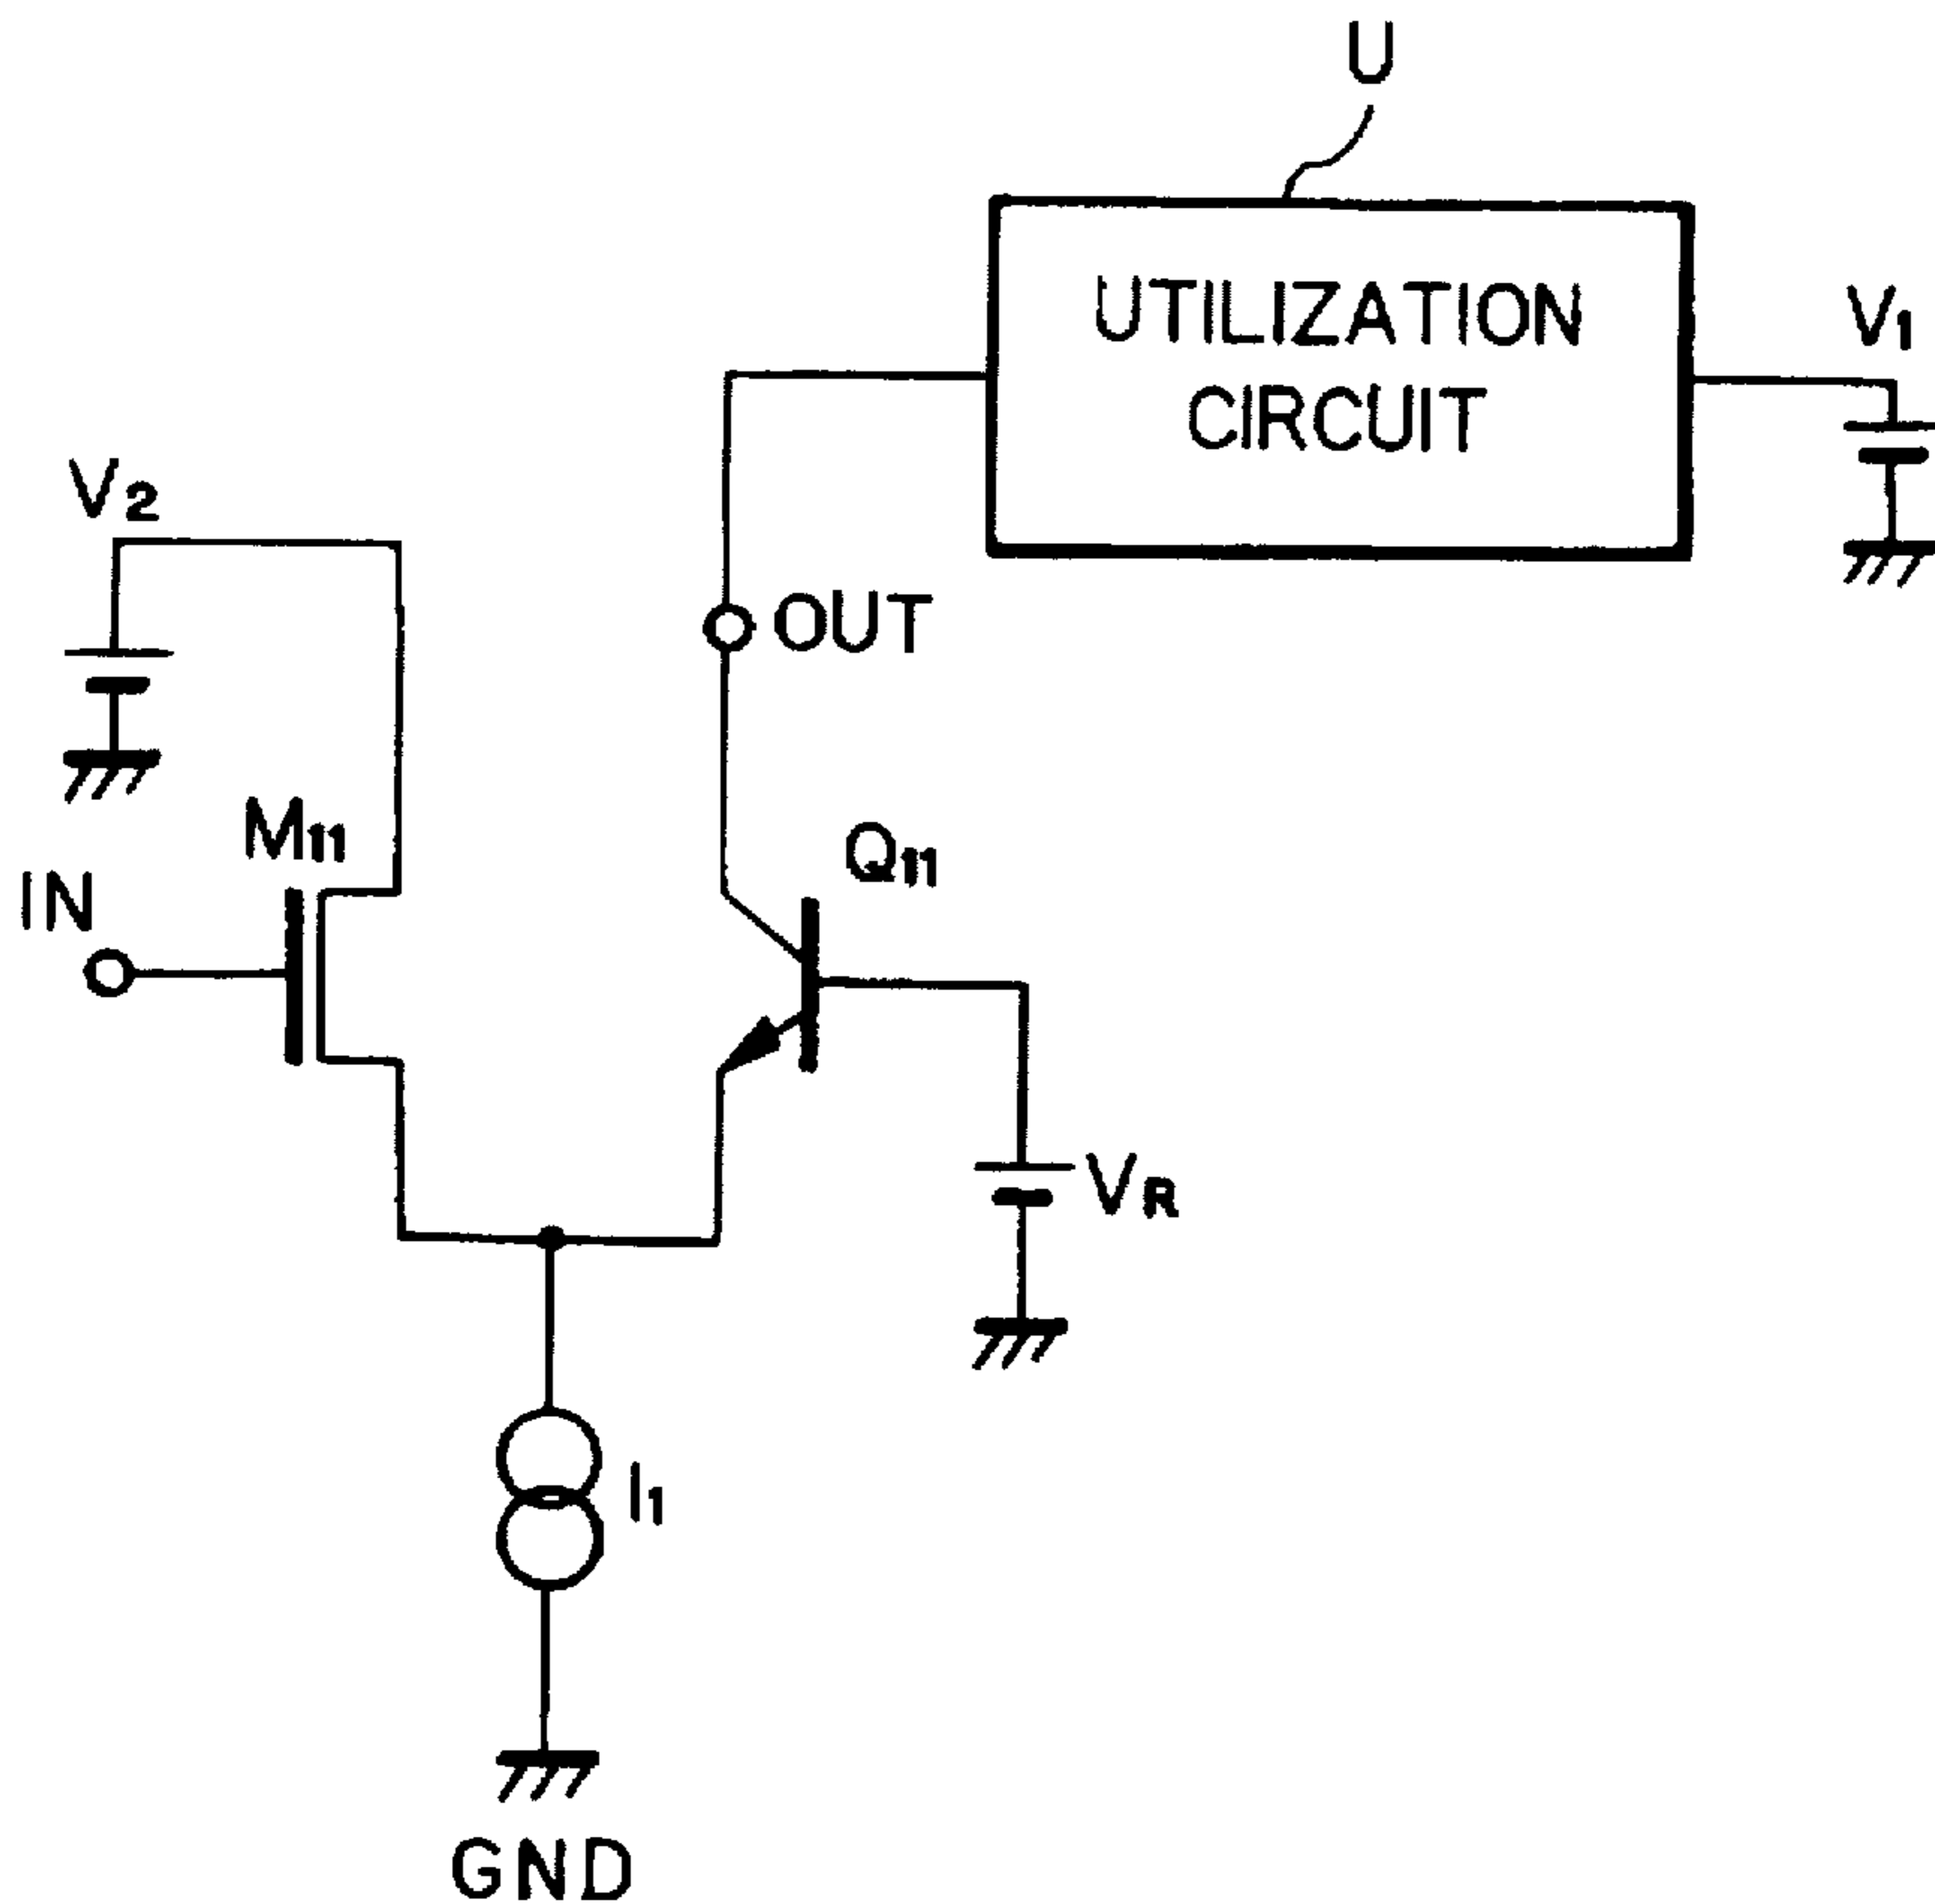 U
UTILIZATION
CIRCUIT
V1
V2
OUT
M11
Q11
IN
VR
I1
GND